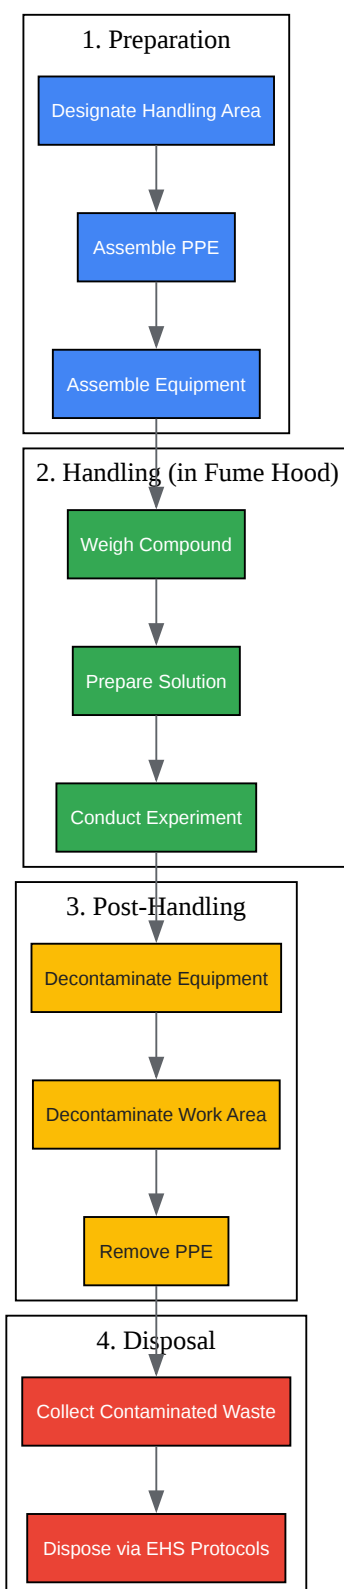 1. Preparation
Designate Handling Area
Assemble PPE
Assemble Equipment
2. Handling (in Fume Hood)
Weigh Compound
Prepare Solution
Conduct Experiment
3. Post-Handling
Decontaminate Equipment
Decontaminate Work Area
Remove PPE
4. Disposal
Collect Contaminated Waste
Dispose via EHS Protocols